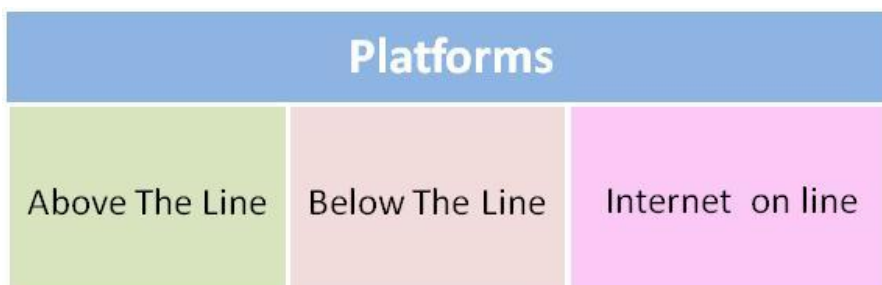 Platforms
Above The Line
Below The Line
Internet on line